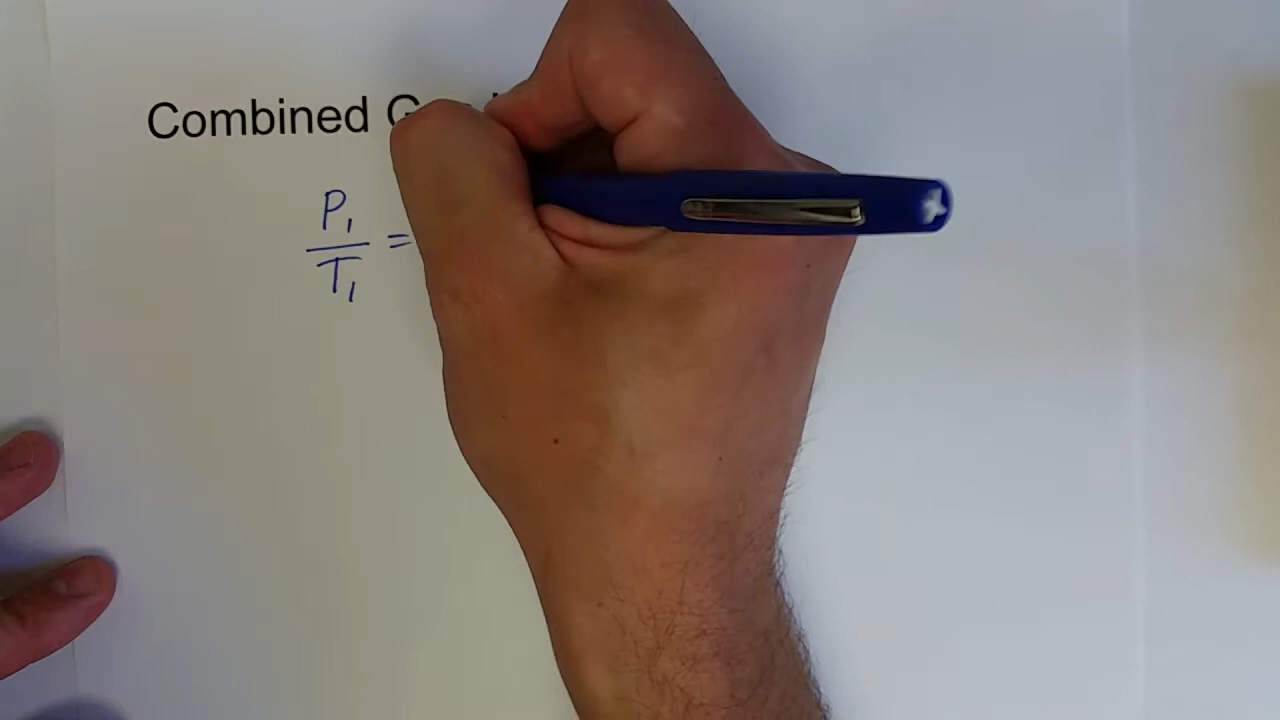 Combined
P₁
T₁ =